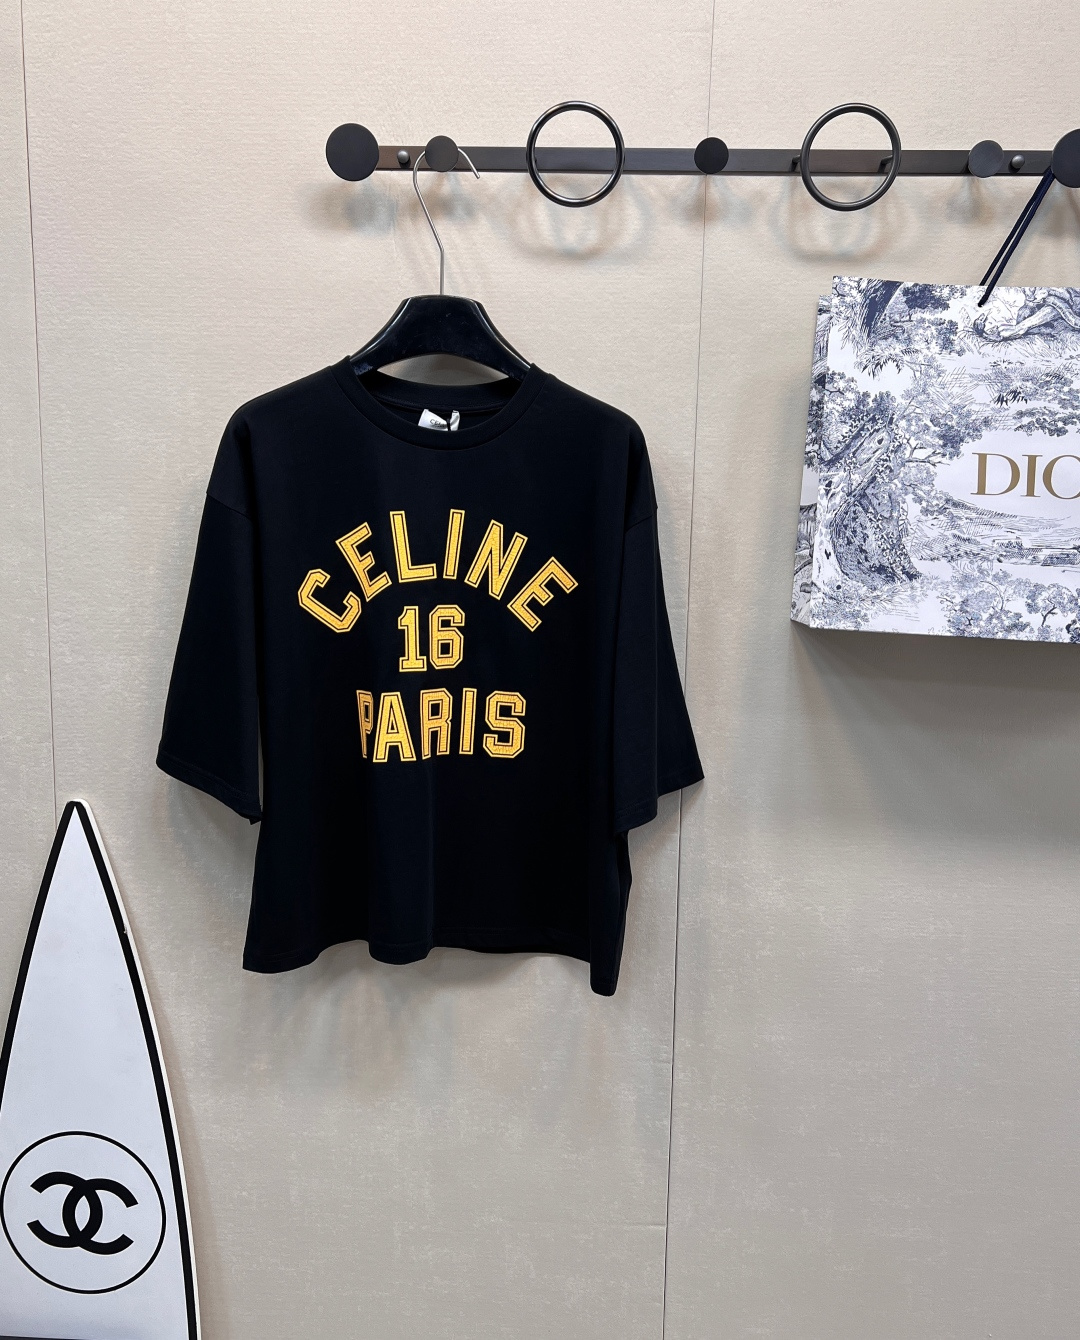 CELINE
16
PARIS
DIO